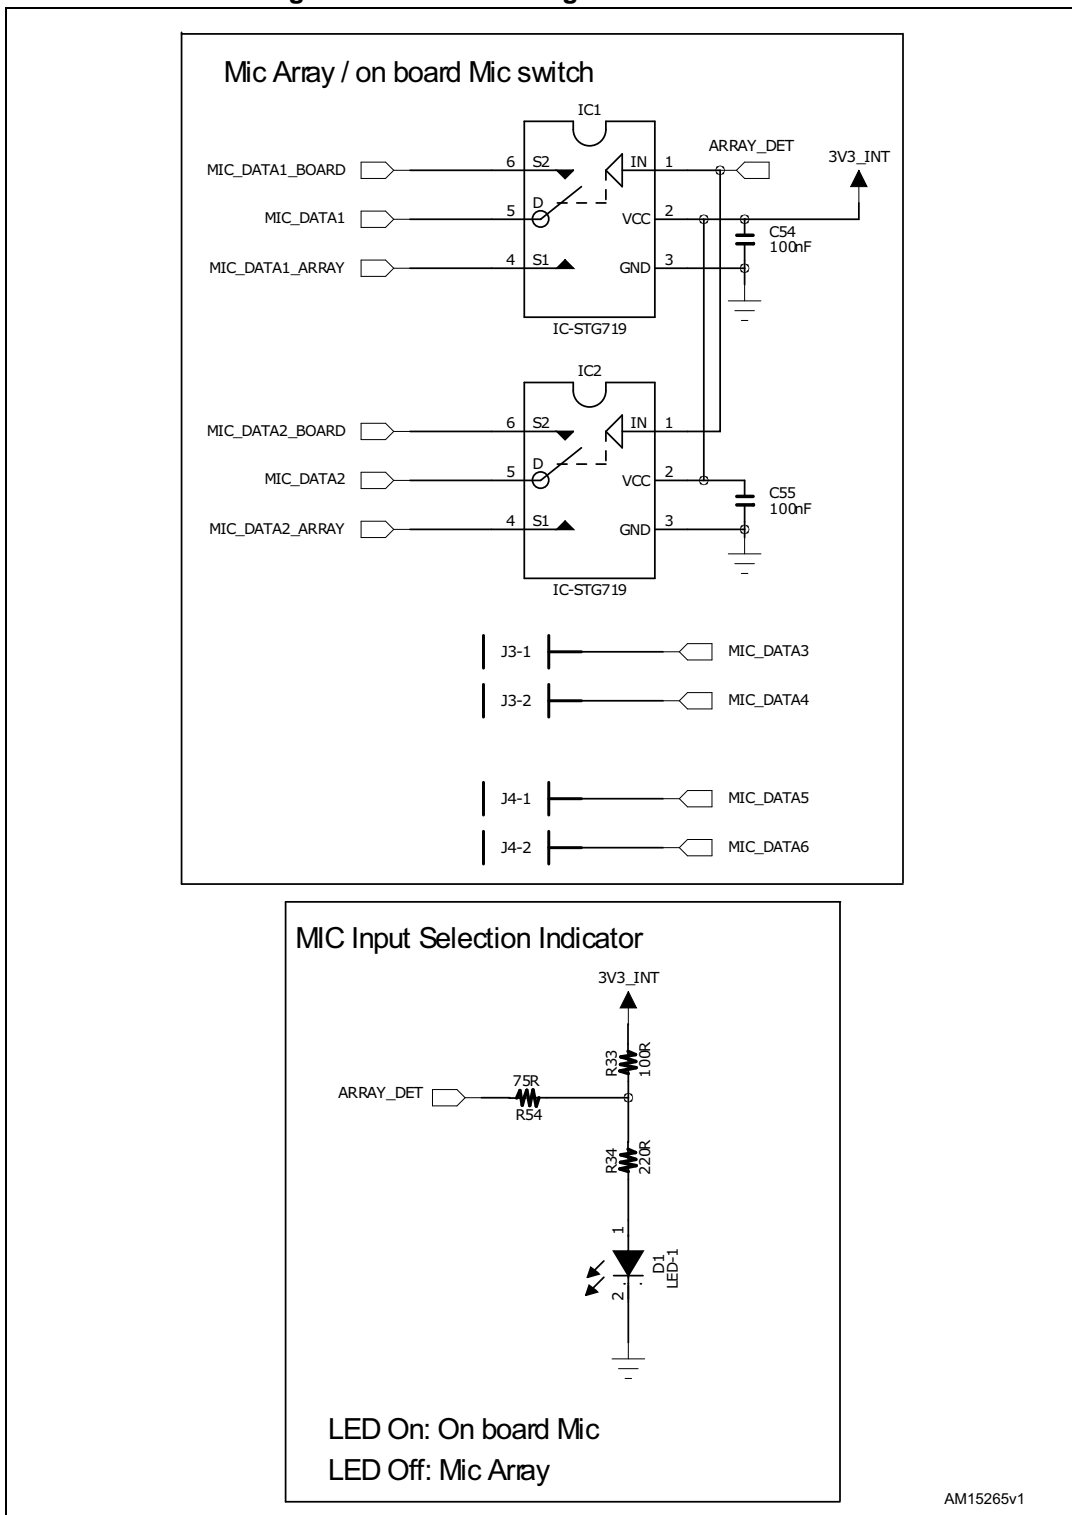 Mic Array / on board Mic switch
IC1
MIC_DATA1_BOARD 6 S2 IN 1 ARRAY_DET 3V3_INT
MIC_DATA1 5 D VCC 2
C54
100nF
MIC_DATA1_ARRAY 4 S1 GND 3
IC-STG719
IC2
MIC_DATA2_BOARD 6 S2 IN 1
MIC_DATA2 5 D VCC 2
C55
100nF
MIC_DATA2_ARRAY 4 S1 GND 3
IC-STG719
J3-1 MIC_DATA3
J3-2 MIC_DATA4
J4-1 MIC_DATA5
J4-2 MIC_DATA6
MIC Input Selection Indicator
3V3_INT
R33 100R
ARRAY_DET 75R
R54
R34 220R
1
D1
LED-1
2
LED On: On board Mic
LED Off: Mic Array
AM15265v1